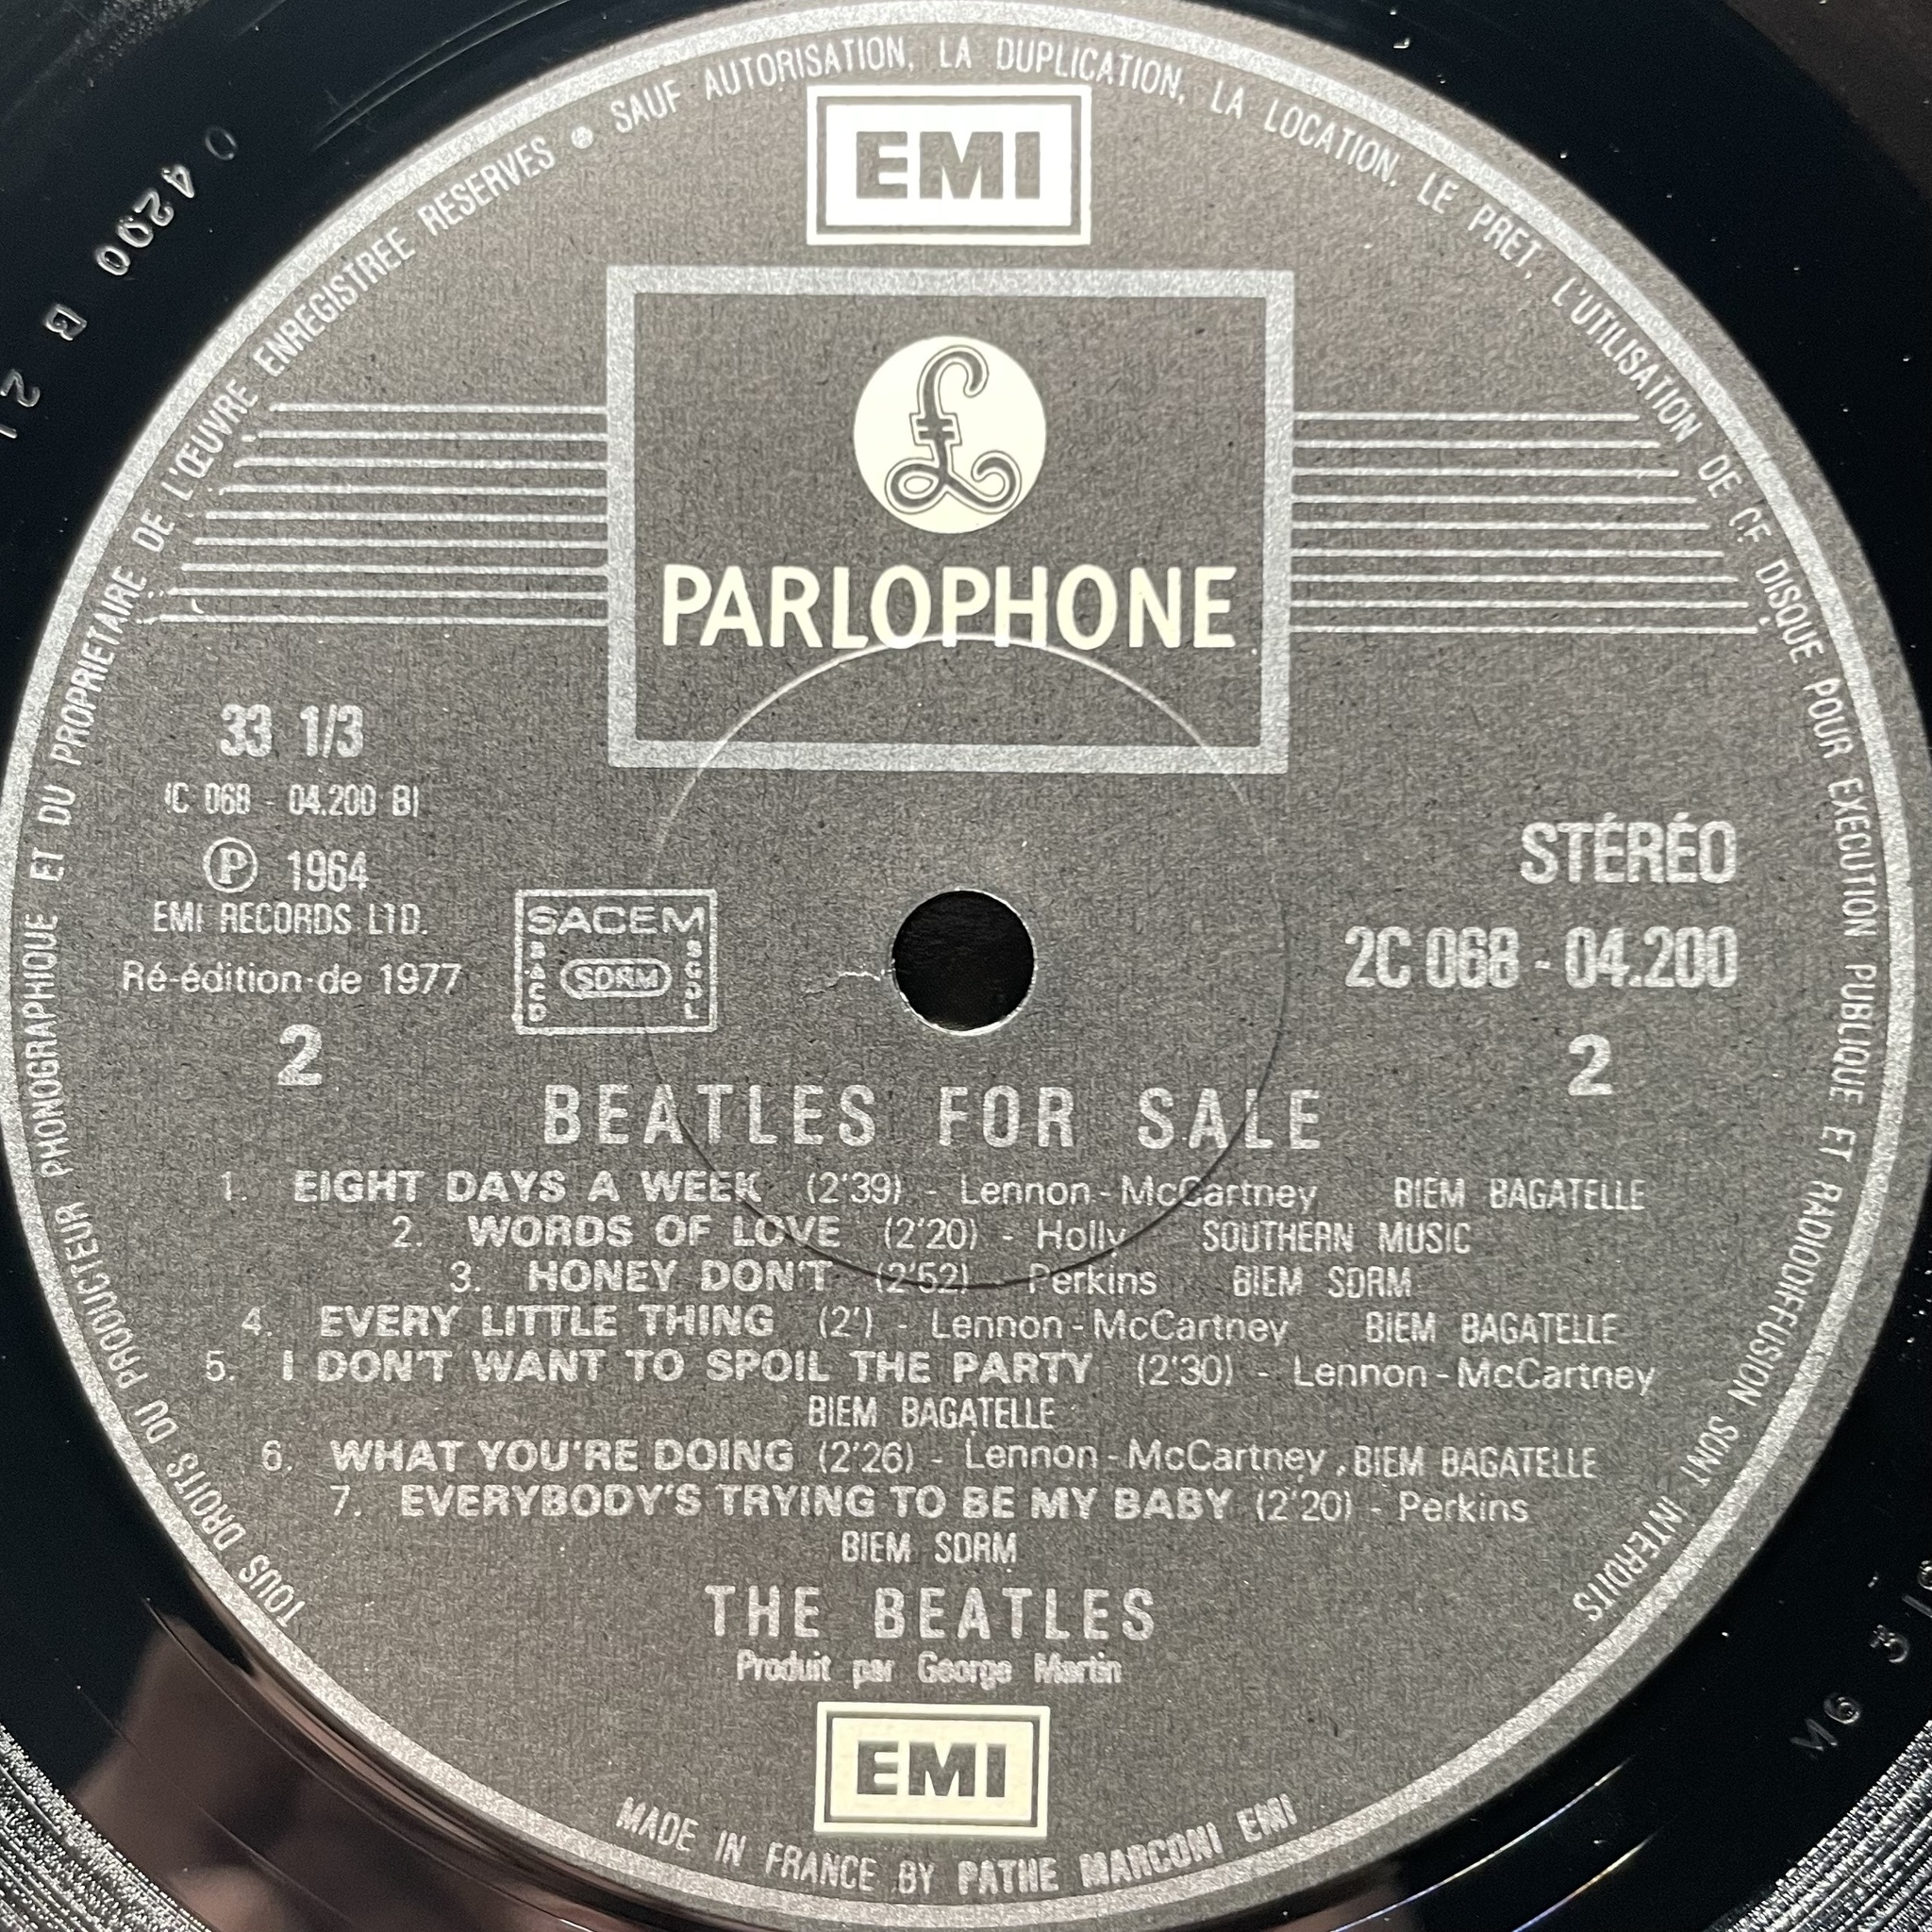 TOUS DROITS DU PRODUCTEUR PHONOGRAPHIQUE ET DU PROPRIETAIRE DE L'ŒUVRE ENREGISTREE RESERVES • SAUF AUTORISATION, LA DUPLICATION, LA LOCATION, LE PRET, L'UTILISATION DE CE DISQUE POUR EXECUTION PUBLIQUE ET RADIODIFFUSION SONT INTERDITS
EMI
£
PARLOPHONE
33 1/3
(C 068 - 04.200 B)
Ⓟ 1964
EMI RECORDS LTD.
Ré-édition de 1977
2
SACEM
SACD
SDRM
SGDL
STÉRÉO
2C 068 - 04.200
2
BEATLES FOR SALE
1. EIGHT DAYS A WEEK (2'39) - Lennon-McCartney BIEM BAGATELLE
2. WORDS OF LOVE (2'20) - Holly SOUTHERN MUSIC
3. HONEY DON'T (2'52) - Perkins BIEM SDRM
4. EVERY LITTLE THING (2') - Lennon-McCartney BIEM BAGATELLE
5. I DON'T WANT TO SPOIL THE PARTY (2'30) - Lennon-McCartney
BIEM BAGATELLE
6. WHAT YOU'RE DOING (2'26) - Lennon-McCartney, BIEM BAGATELLE
7. EVERYBODY'S TRYING TO BE MY BABY (2'20) - Perkins
BIEM SDRM
THE BEATLES
Produit par George Martin
EMI
MADE IN FRANCE BY PATHE MARCONI EMI
04200 B 21
M6